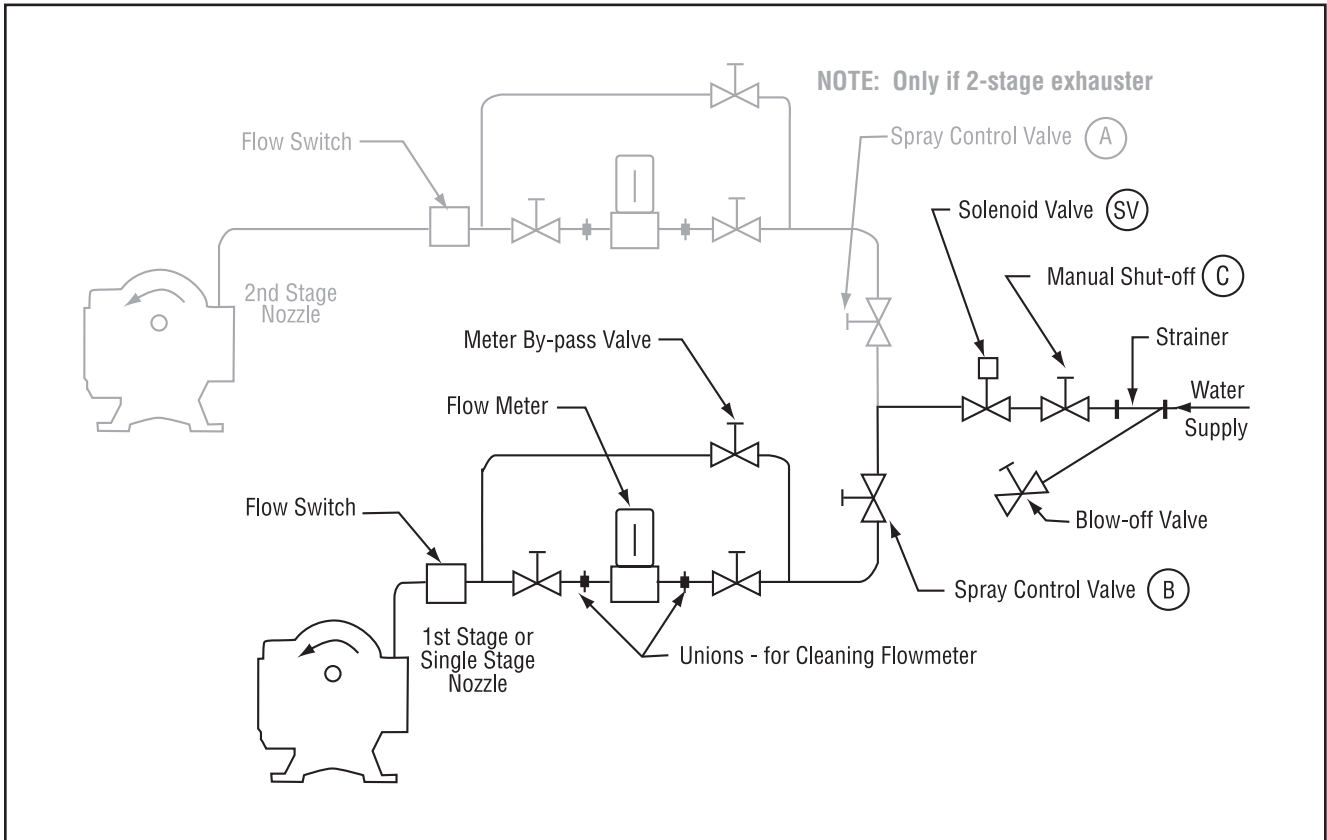 NOTE: Only if 2-stage exhauster
Flow Switch
Spray Control Valve A
Solenoid Valve SV
Manual Shut-off C
2nd Stage
Nozzle
Meter By-pass Valve
Strainer
Flow Meter
Water
Supply
Flow Switch
Blow-off Valve
Spray Control Valve B
1st Stage or
Single Stage
Nozzle
Unions - for Cleaning Flowmeter